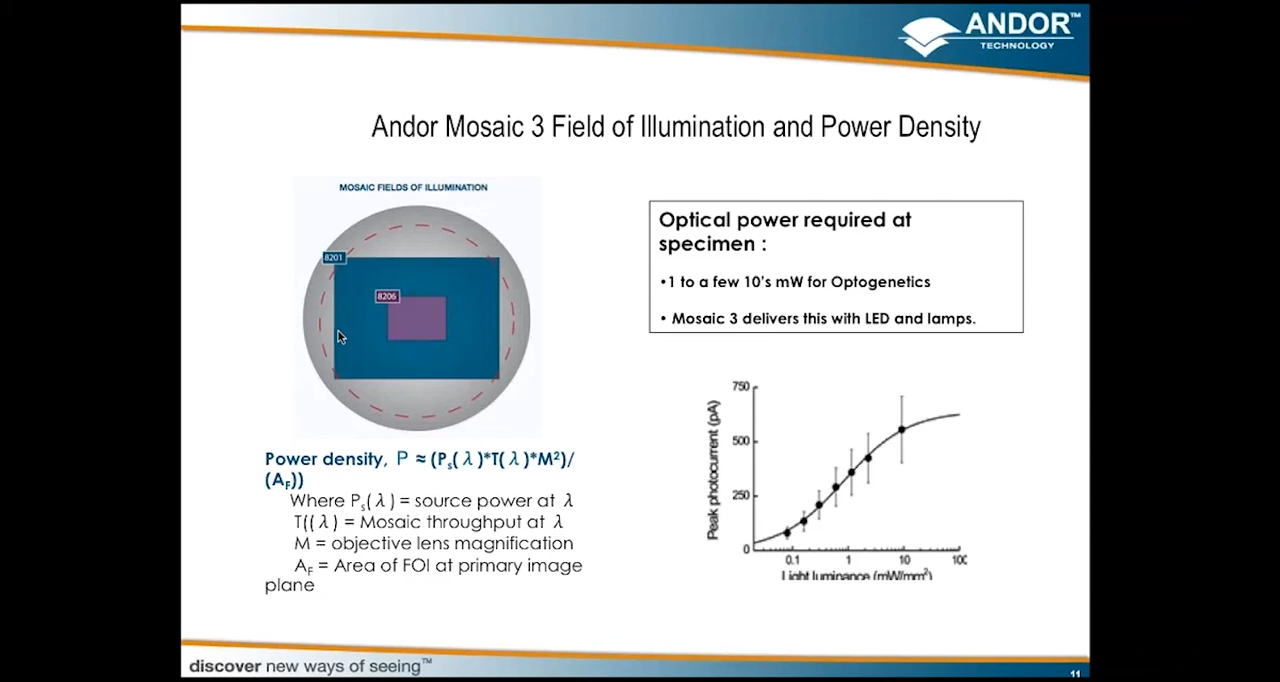 ANDOR™
TECHNOLOGY
Andor Mosaic 3 Field of Illumination and Power Density
MOSAIC FIELDS OF ILLUMINATION
8201
8206
Power density, P ≈ (Ps(λ)*T(λ)*M²)/
(AF))
Where Ps(λ) = source power at λ
T((λ) = Mosaic throughput at λ
M = objective lens magnification
AF = Area of FOI at primary image
plane
Optical power required at
specimen :
•1 to a few 10's mW for Optogenetics
• Mosaic 3 delivers this with LED and lamps.
750
500
250
0
Peak photocurrent (pA)
0.1 1 10 100
Light luminance (mW/mm²)
discover new ways of seeing™
11